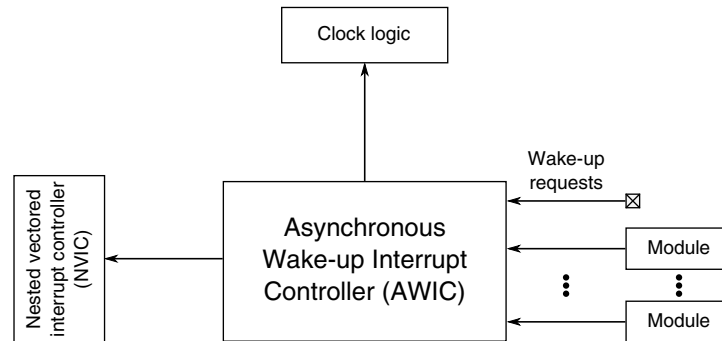 Clock logic
Wake-up
requests
Nested vectored
interrupt controller
(NVIC)
Asynchronous
Wake-up Interrupt
Controller (AWIC)
Module
Module